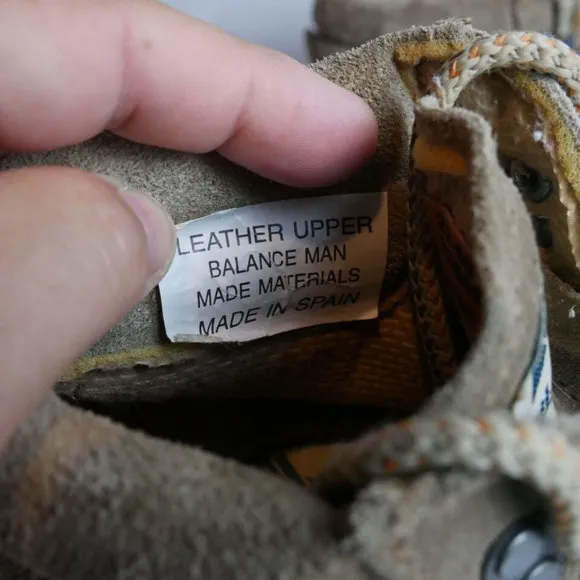 LEATHER UPPER
BALANCE MAN
MADE MATERIALS
MADE IN SPAIN